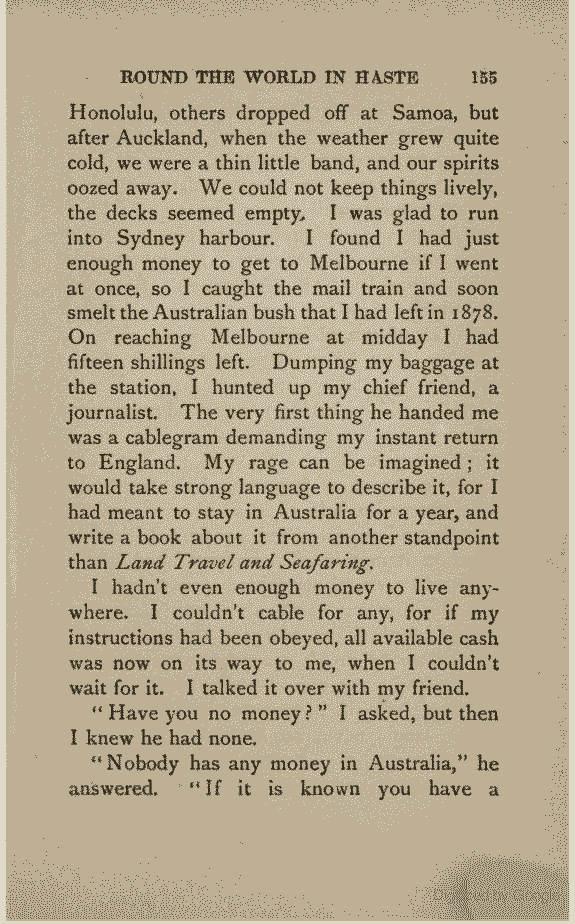 ROUND THE WORLD IN HASTE 155
Honolulu, others dropped off at Samoa, but
after Auckland, when the weather grew quite
cold, we were a thin little band, and our spirits
oozed away. We could not keep things lively,
the decks seemed empty. I was glad to run
into Sydney harbour. I found I had just
enough money to get to Melbourne if I went
at once, so I caught the mail train and soon
smelt the Australian bush that I had left in 1878.
On reaching Melbourne at midday I had
fifteen shillings left. Dumping my baggage at
the station, I hunted up my chief friend, a
journalist. The very first thing he handed me
was a cablegram demanding my instant return
to England. My rage can be imagined; it
would take strong language to describe it, for I
had meant to stay in Australia for a year, and
write a book about it from another standpoint
than Land Travel and Seafaring.
I hadn't even enough money to live any-
where. I couldn't cable for any, for if my
instructions had been obeyed, all available cash
was now on its way to me, when I couldn't
wait for it. I talked it over with my friend.
"Have you no money?" I asked, but then
I knew he had none.
"Nobody has any money in Australia," he
answered. "If it is known you have a
Digitized by Google